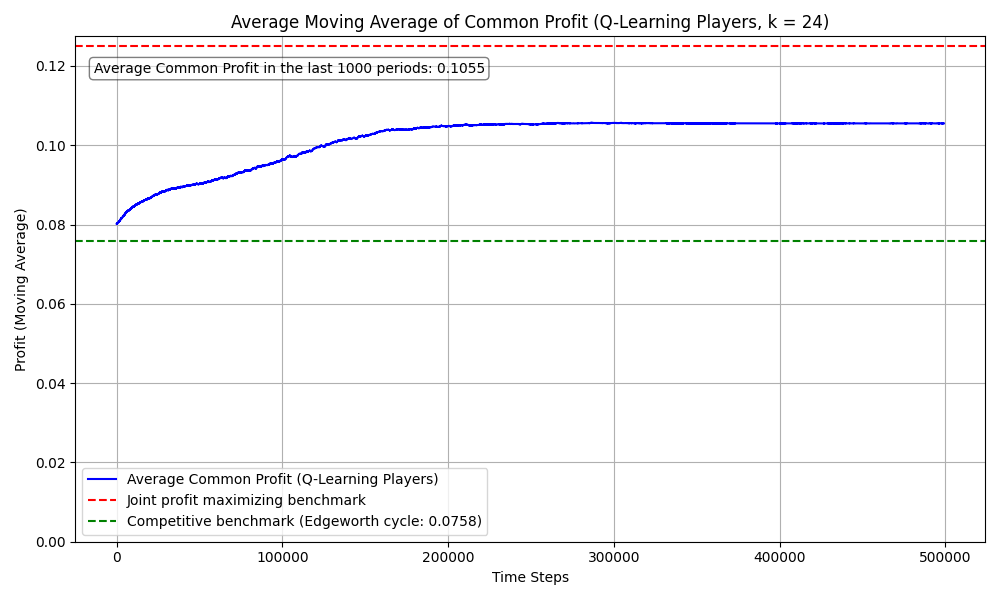 Average Moving Average of Common Profit (Q-Learning Players, k = 24)
Average Common Profit in the last 1000 periods: 0.1055
Profit (Moving Average)
0.12
0.10
0.08
0.06
0.04
0.02
0.00
Average Common Profit (Q-Learning Players)
Joint profit maximizing benchmark
Competitive benchmark (Edgeworth cycle: 0.0758)
0 100000 200000 300000 400000 500000
Time Steps